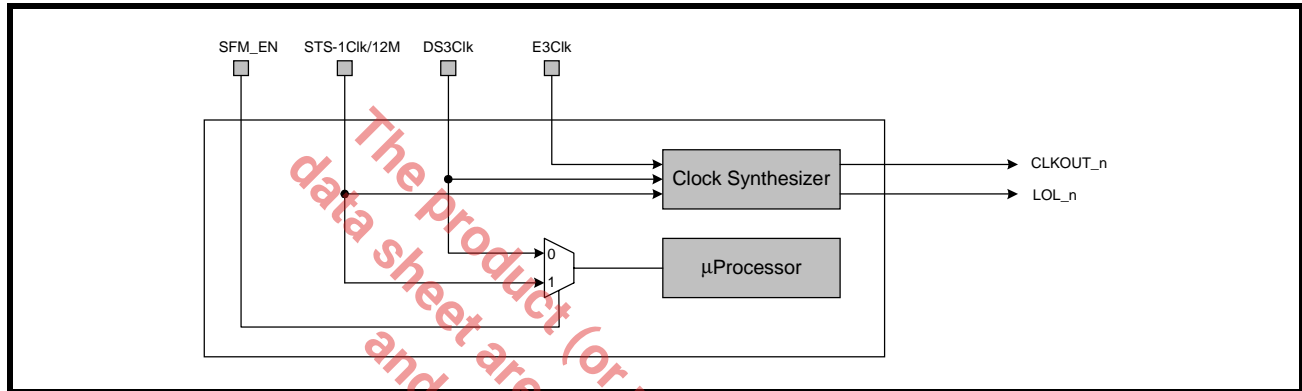 SFM_EN STS-1Clk/12M DS3Clk E3Clk
Clock Synthesizer
CLKOUT_n
LOL_n
0
1
μProcessor
The product (or
data sheet are
and